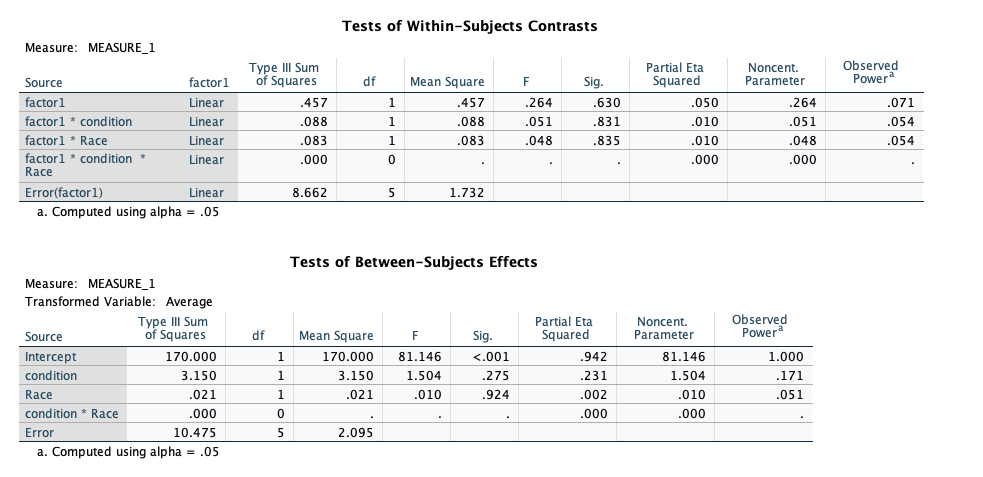 Tests of Within-Subjects Contrasts
Measure: MEASURE_1
Source factor1 Type III Sum of Squares df Mean Square F Sig. Partial Eta Squared Noncent. Parameter Observed Power a
factor1 Linear .457 1 .457 .264 .630 .050 .264 .071
factor1 * condition Linear .088 1 .088 .051 .831 .010 .051 .054
factor1 * Race Linear .083 1 .083 .048 .835 .010 .048 .054
factor1 * condition * Race Linear .000 0 . . . .000 .000 .
Error(factor1) Linear 8.662 5 1.732
a. Computed using alpha = .05
Tests of Between-Subjects Effects
Measure: MEASURE_1
Transformed Variable: Average
Source Type III Sum of Squares df Mean Square F Sig. Partial Eta Squared Noncent. Parameter Observed Power a
Intercept 170.000 1 170.000 81.146 <.001 .942 81.146 1.000
condition 3.150 1 3.150 1.504 .275 .231 1.504 .171
Race .021 1 .021 .010 .924 .002 .010 .051
condition * Race .000 0 . . . .000 .000 .
Error 10.475 5 2.095
a. Computed using alpha = .05